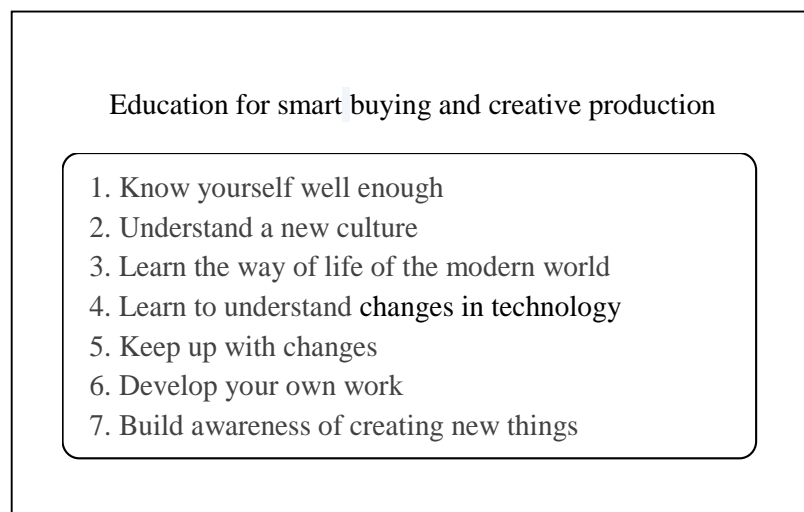 Education for smart buying and creative production
1. Know yourself well enough
2. Understand a new culture
3. Learn the way of life of the modern world
4. Learn to understand changes in technology
5. Keep up with changes
6. Develop your own work
7. Build awareness of creating new things